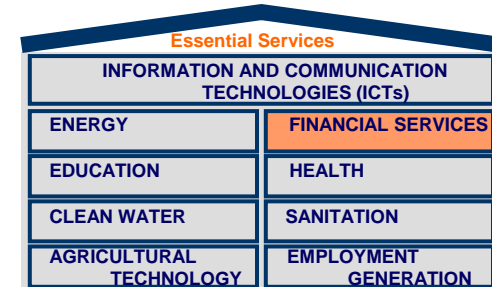 Essential Services
INFORMATION AND COMMUNICATION
TECHNOLOGIES (ICTs)
ENERGY
FINANCIAL SERVICES
EDUCATION
HEALTH
CLEAN WATER
SANITATION
AGRICULTURAL
TECHNOLOGY
EMPLOYMENT
GENERATION